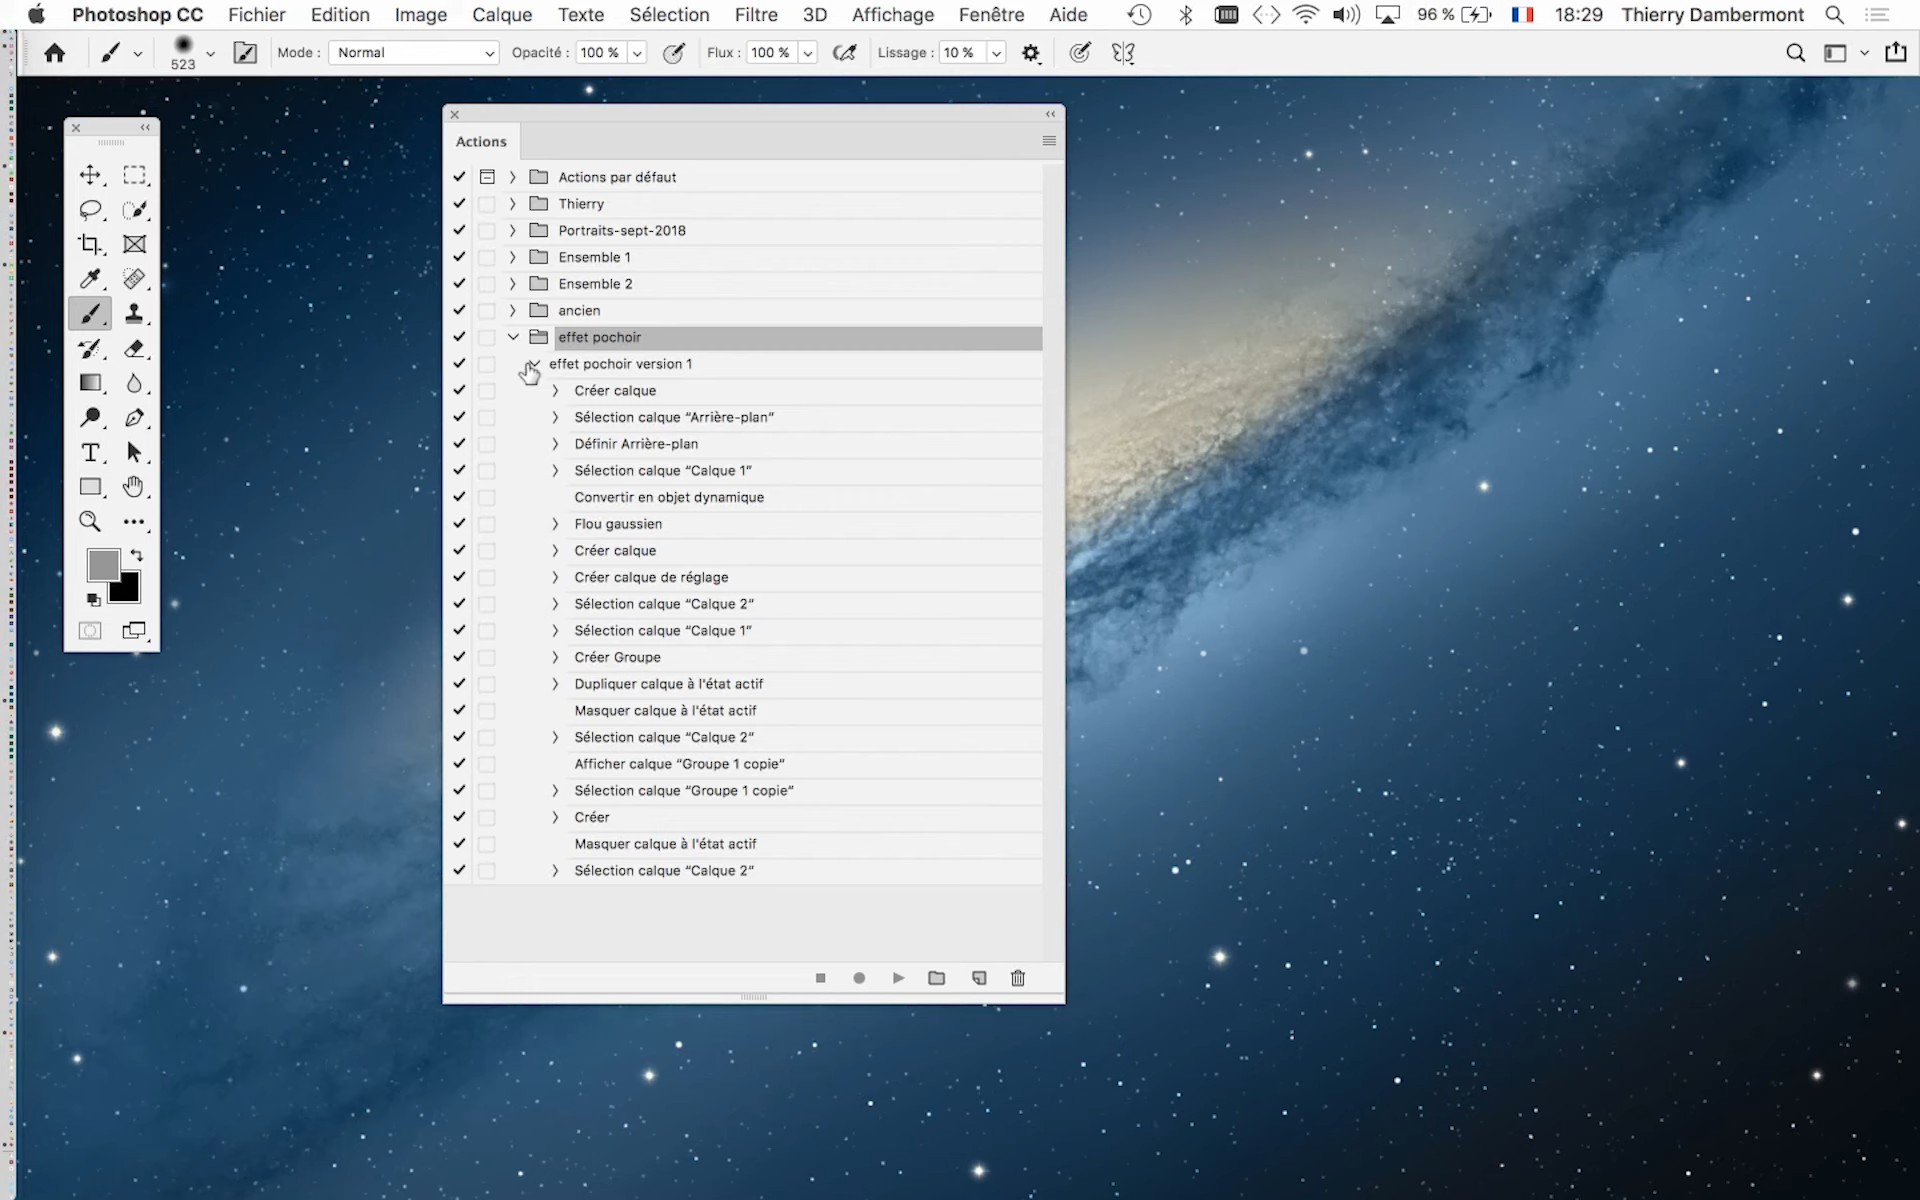 Photoshop CC Fichier Edition Image Calque Texte Sélection Filtre 3D Affichage Fenêtre Aide 96 % 18:29 Thierry Dambermont
523 Mode : Normal Opacité : 100 % Flux : 100 % Lissage : 10 %
Actions
Actions par défaut
Thierry
Portraits-sept-2018
Ensemble 1
Ensemble 2
ancien
effet pochoir
effet pochoir version 1
Créer calque
Sélection calque “Arrière-plan”
Définir Arrière-plan
Sélection calque “Calque 1”
Convertir en objet dynamique
Flou gaussien
Créer calque
Créer calque de réglage
Sélection calque “Calque 2”
Sélection calque “Calque 1”
Créer Groupe
Dupliquer calque à l'état actif
Masquer calque à l'état actif
Sélection calque “Calque 2”
Afficher calque “Groupe 1 copie”
Sélection calque “Groupe 1 copie”
Créer
Masquer calque à l'état actif
Sélection calque “Calque 2”